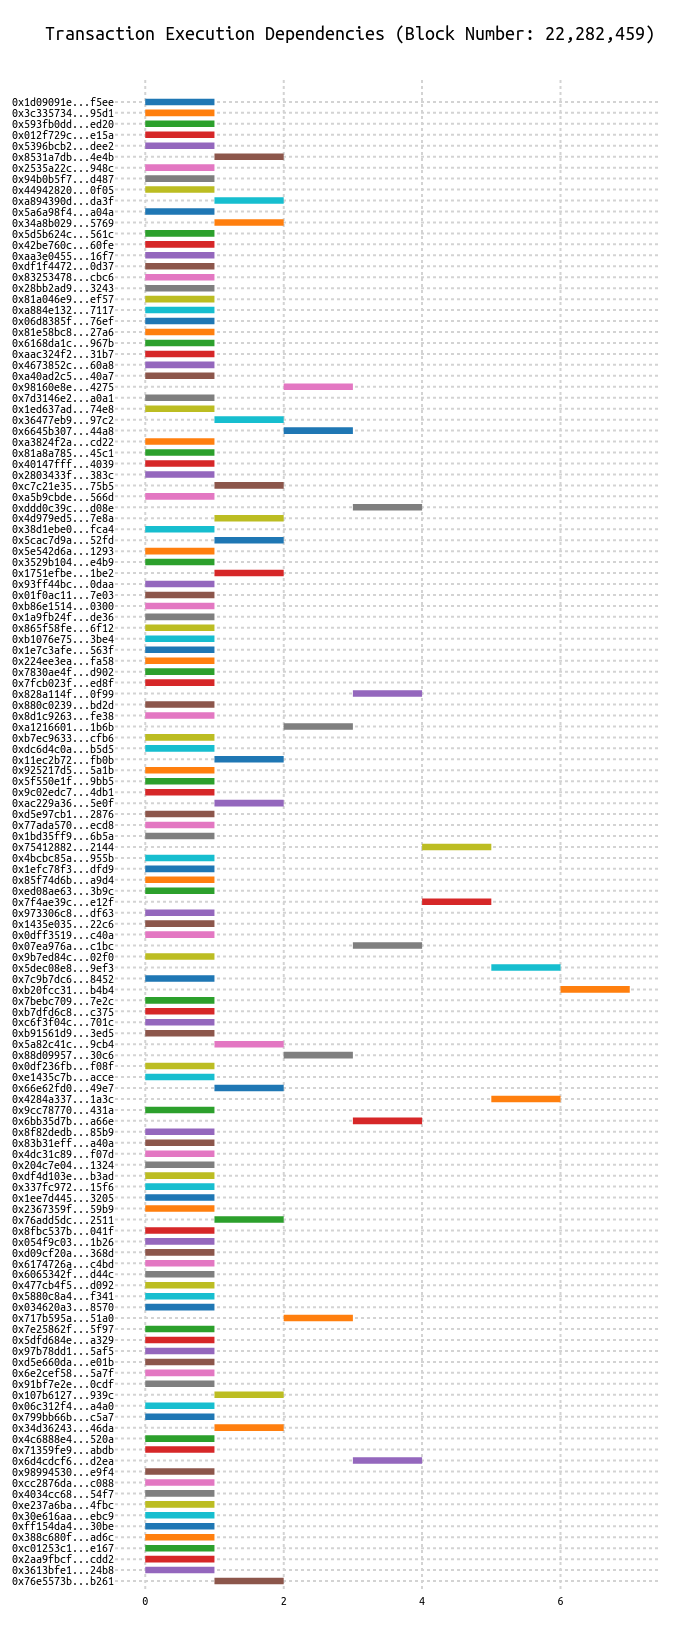 Transaction Execution Dependencies (Block Number: 22,282,459)
0x1d09091e...f5ee
0x3c335734...95d1
0x593fb0dd...ed20
0x012f729c...e15a
0x5396bcb2...dee2
0x8531a7db...4e4b
0x2535a22c...948c
0x94b0b5f7...d487
0x44942820...0f05
0xa894390d...da3f
0x5a6a98f4...a04a
0x34a8b029...5769
0x5d5b624c...561c
0x42be760c...60fe
0xaa3e0455...16f7
0xdf1f4472...0d37
0x83253478...cbc6
0x28bb2ad9...3243
0x81a046e9...ef57
0xa884e132...7117
0x06d8385f...76ef
0x81e58bc8...27a6
0x6168da1c...967b
0xaac324f2...31b7
0x4673852c...60a8
0xa40ad2c5...40a7
0x98160e8e...4275
0x7d3146e2...a0a1
0x1ed637ad...74e8
0x36477eb9...97c2
0x6645b307...44a8
0xa3824f2a...cd22
0x81a8a785...45c1
0x40147fff...4039
0x2803433f...383c
0xc7c21e35...75b5
0xa5b9cbde...566d
0xddd0c39c...d08e
0x4d979ed5...7e8a
0x38d1ebe0...fca4
0x5cac7d9a...52fd
0x5e542d6a...1293
0x3529b104...e4b9
0x1751efbe...1be2
0x93ff44bc...0daa
0x01f0ac11...7e03
0xb86e1514...0300
0x1a9fb24f...de36
0x865f58fe...6f12
0xb1076e75...3be4
0x1e7c3afe...563f
0x224ee3ea...fa58
0x7830ae4f...d902
0x7fcb023f...ed8f
0x828a114f...0f99
0x880c0239...bd2d
0x8d1c9263...fe38
0xa1216601...1b6b
0xb7ec9633...cfb6
0xdc6d4c0a...b5d5
0x11ec2b72...fb0b
0x925217d5...5a1b
0x5f550e1f...9bb5
0x9c02edc7...4db1
0xac229a36...5e0f
0xd5e97cb1...2876
0x77ada570...ecd8
0x1bd35ff9...6b5a
0x75412882...2144
0x4bcbc85a...955b
0x1efc78f3...dfd9
0x85f74d6b...a9d4
0xed08ae63...3b9c
0x7f4ae39c...e12f
0x973306c8...df63
0x1435e035...22c6
0x0dff3519...c40a
0x07ea976a...c1bc
0x9b7ed84c...02f0
0x5dec08e8...9ef3
0x7c9b7dc6...8452
0xb20fcc31...b4b4
0x7bebc709...7e2c
0xb7dfd6c8...c375
0xc6f3f04c...701c
0xb91561d9...3ed5
0x5a82c41c...9cb4
0x88d09957...30c6
0x0df236fb...f08f
0xe1435c7b...acce
0x66e62fd0...49e7
0x4284a337...1a3c
0x9cc78770...431a
0x6bb35d7b...a66e
0x8f82dedb...85b9
0x83b31eff...a40a
0x4dc31c89...f07d
0x204c7e04...1324
0xdf4d103e...b3ad
0x337fc972...15f6
0x1ee7d445...3205
0x2367359f...59b9
0x76add5dc...2511
0x8fbc537b...041f
0x054f9c03...1b26
0xd09cf20a...368d
0x6174726a...c4bd
0x6065342f...d44c
0x477cb4f5...d092
0x5880c8a4...f341
0x034620a3...8570
0x717b595a...51a0
0x7e25862f...5f97
0x5dfd684e...a329
0x97b78dd1...5af5
0xd5e660da...e01b
0x6e2cef58...5a7f
0x91bf7e2e...0cdf
0x107b6127...939c
0x06c312f4...a4a0
0x799bb66b...c5a7
0x34d36243...46da
0x4c6888e4...520a
0x71359fe9...abdb
0x6d4cdcf6...d2ea
0x98994530...e9f4
0xcc2876da...c088
0x4034cc68...54f7
0xe237a6ba...4fbc
0x30e616aa...ebc9
0xff154da4...30be
0x388c680f...ad6c
0xc01253c1...e167
0x2aa9fbcf...cdd2
0x3613bfe1...24b8
0x76e5573b...b261
0 2 4 6